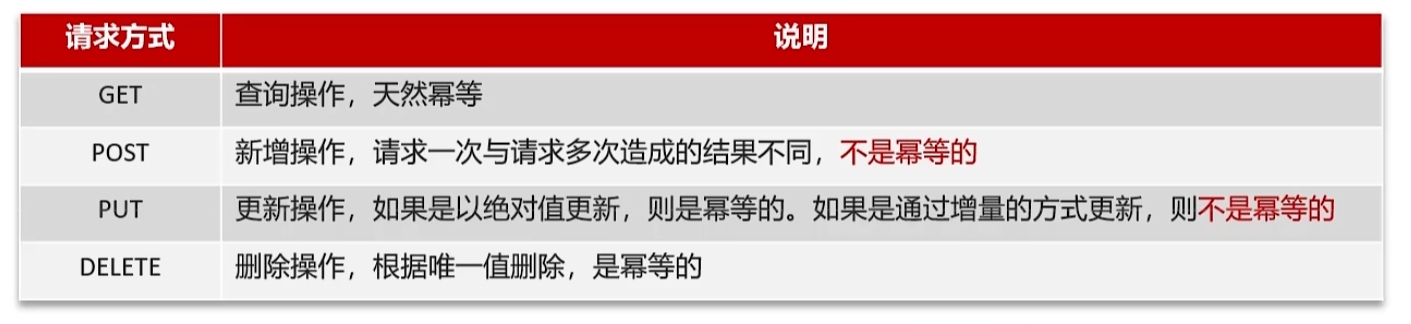 请求方式 说明
GET 查询操作，天然幂等
POST 新增操作，请求一次与请求多次造成的结果不同，不是幂等的
PUT 更新操作，如果是以绝对值更新，则是幂等的。如果是通过增量的方式更新，则不是幂等的
DELETE 删除操作，根据唯一值删除，是幂等的